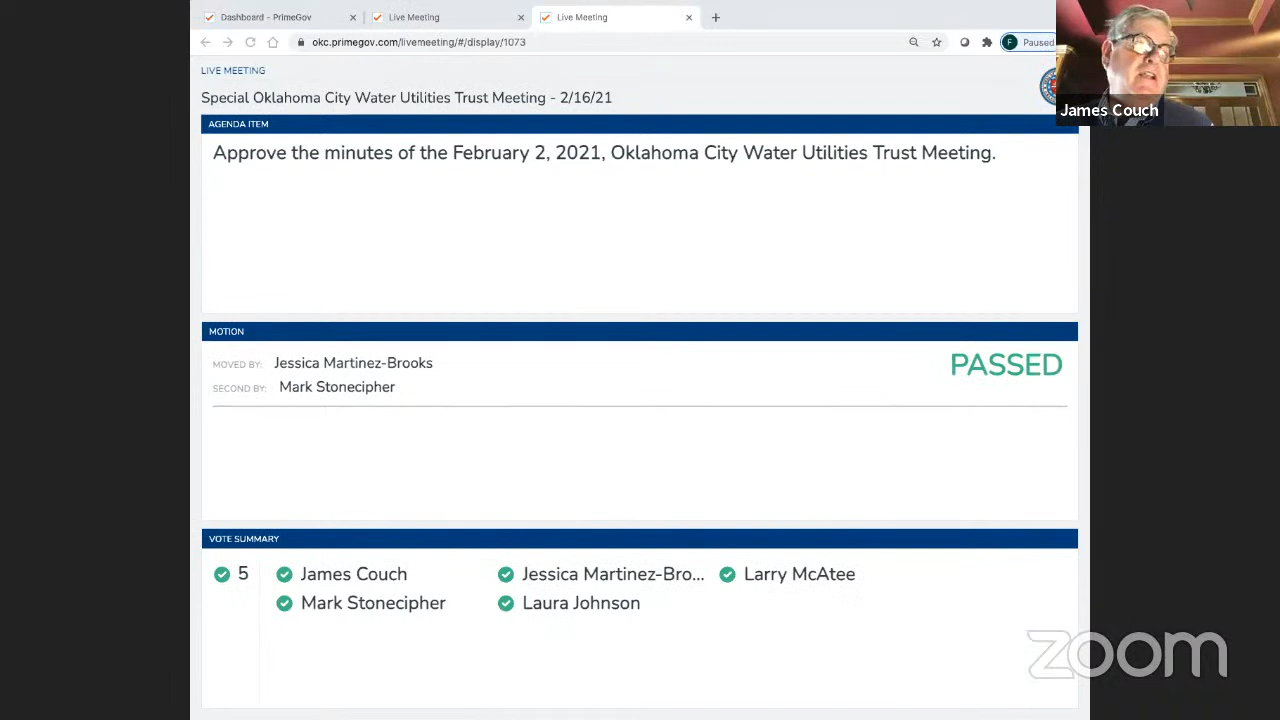 Dashboard - PrimeGov
Live Meeting
Live Meeting
okc.primegov.com/livemeeting/#/display/1073
F Paused
James Couch
LIVE MEETING
Special Oklahoma City Water Utilities Trust Meeting - 2/16/21
AGENDA ITEM
Approve the minutes of the February 2, 2021, Oklahoma City Water Utilities Trust Meeting.
MOTION
MOVED BY: Jessica Martinez-Brooks
PASSED
SECOND BY: Mark Stonecipher
VOTE SUMMARY
5 James Couch Jessica Martinez-Bro... Larry McAtee
Mark Stonecipher Laura Johnson
zoom